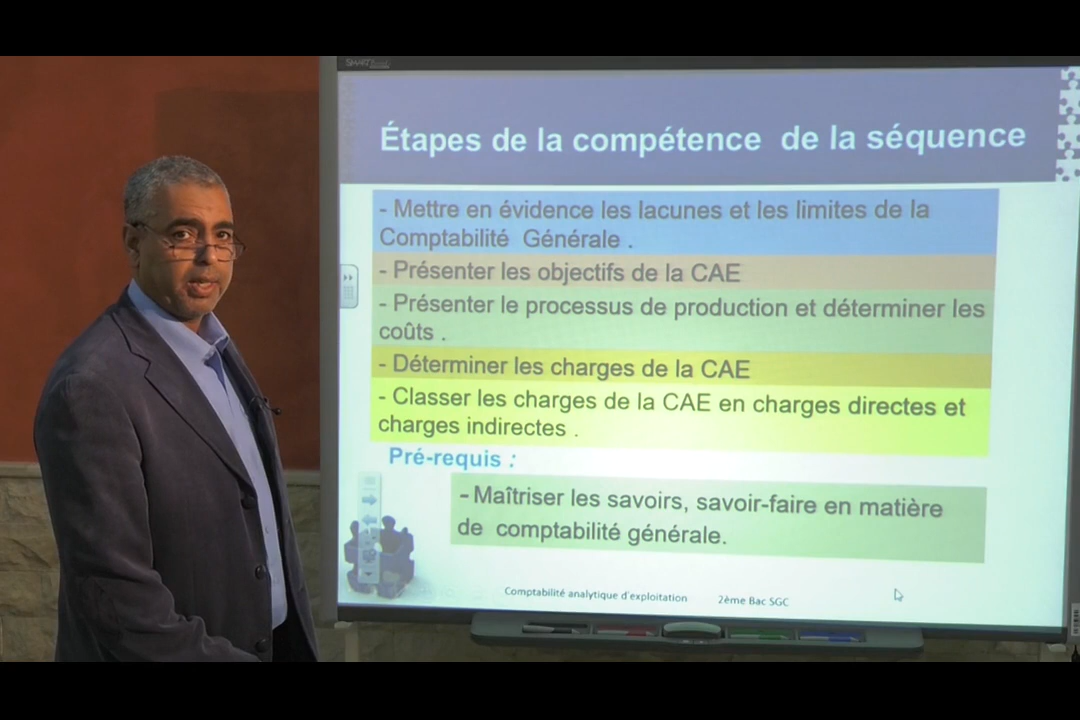 SMART
Étapes de la compétence de la séquence
- Mettre en évidence les lacunes et les limites de la
Comptabilité Générale .
- Présenter les objectifs de la CAE
- Présenter le processus de production et déterminer les
coûts .
- Déterminer les charges de la CAE
- Classer les charges de la CAE en charges directes et
charges indirectes .
Pré-requis :
- Maîtriser les savoirs, savoir-faire en matière
de comptabilité générale.
Comptabilité analytique d'exploitation 2ème Bac SGC